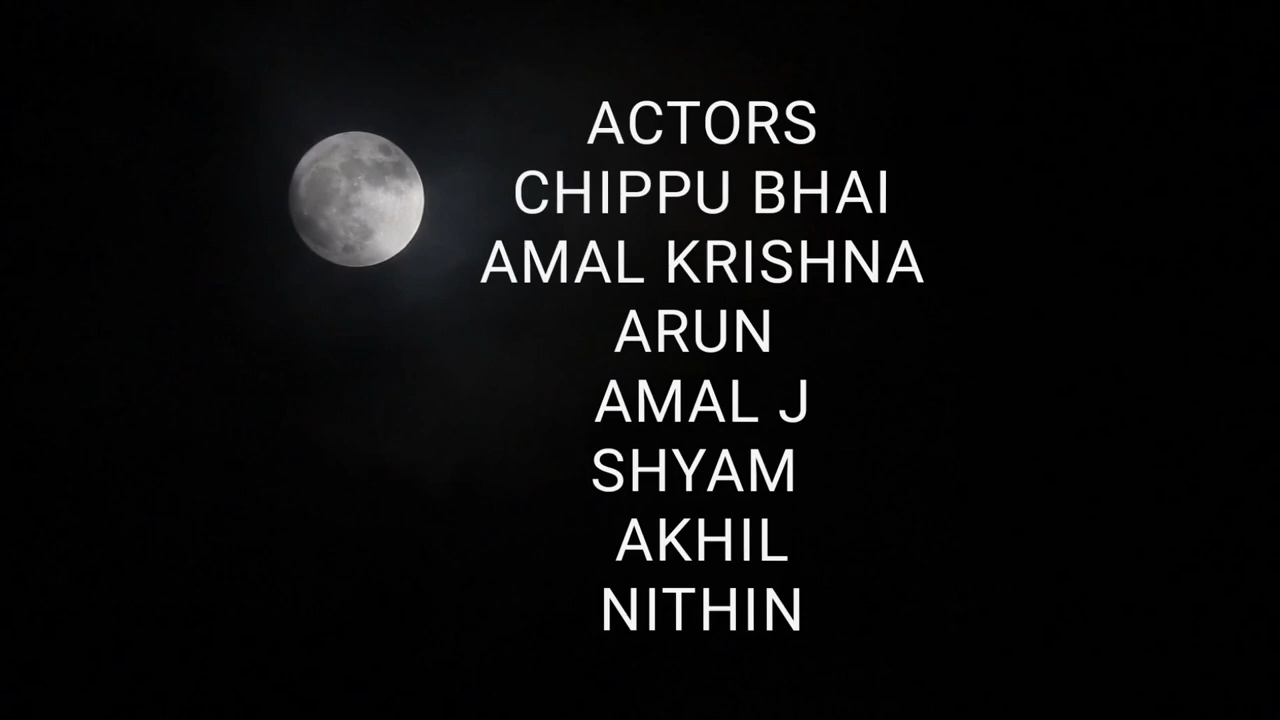 ACTORS
CHIPPU BHAI
AMAL KRISHNA
ARUN
AMAL J
SHYAM
AKHIL
NITHIN